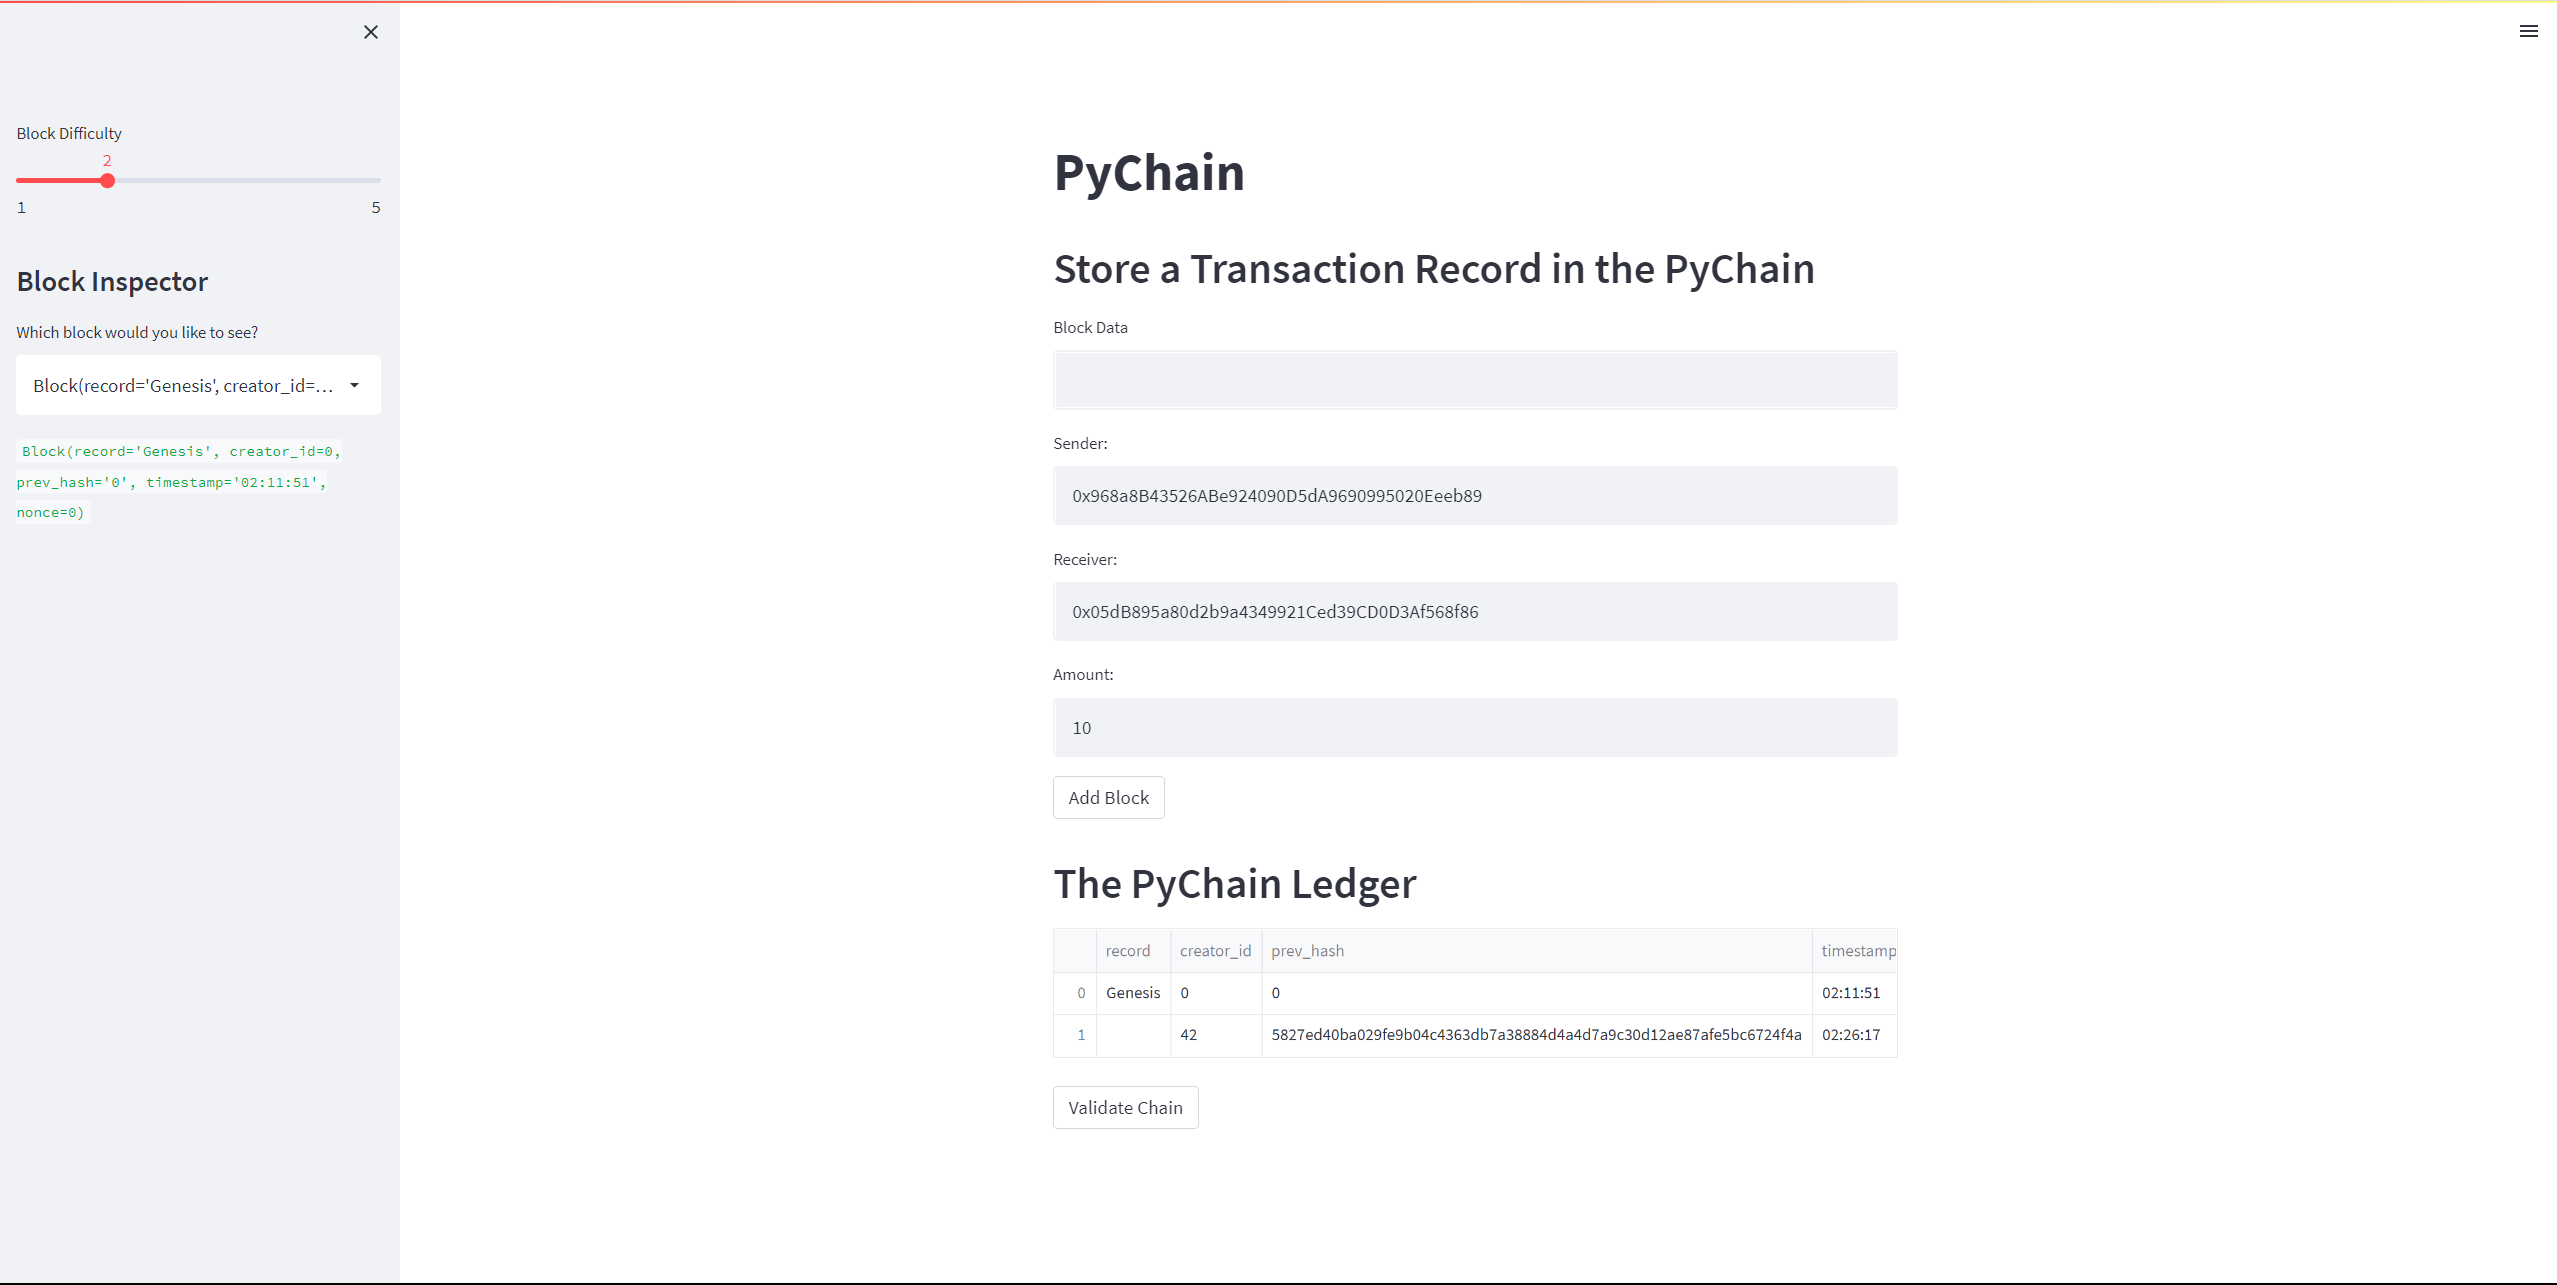 Block Difficulty
2
1 5
Block Inspector
Which block would you like to see?
Block(record='Genesis', creator_id=...
Block(record='Genesis', creator_id=0,
prev_hash='0', timestamp='02:11:51',
nonce=0)
PyChain
Store a Transaction Record in the PyChain
Block Data
Sender:
0x968a8B43526ABe924090D5dA9690995020Eeeb89
Receiver:
0x05dB895a80d2b9a4349921Ced39CD0D3Af568f86
Amount:
10
Add Block
The PyChain Ledger
record creator_id prev_hash timestamp
0 Genesis 0 0 02:11:51
1 42 5827ed40ba029fe9b04c4363db7a38884d4a4d7a9c30d12ae87afe5bc6724f4a 02:26:17
Validate Chain